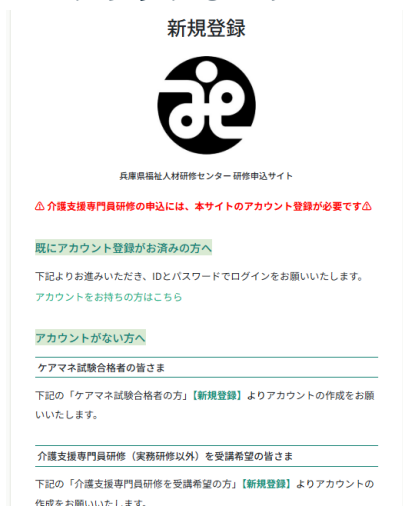 新規登録
兵庫県福祉人材研修センター 研修申込サイト
⚠ 介護支援専門員研修の申込には、本サイトのアカウント登録が必要です⚠
既にアカウント登録がお済みの方へ
下記よりお進みいただき、IDとパスワードでログインをお願いいたします。
アカウントをお持ちの方はこちら
アカウントがない方へ
ケアマネ試験合格者の皆さま
下記の「ケアマネ試験合格者の方」【新規登録】よりアカウントの作成をお願
いいたします。
介護支援専門員研修（実務研修以外）を受講希望の皆さま
下記の「介護支援専門員研修を受講希望の方」【新規登録】よりアカウントの
作成をお願いいたします。